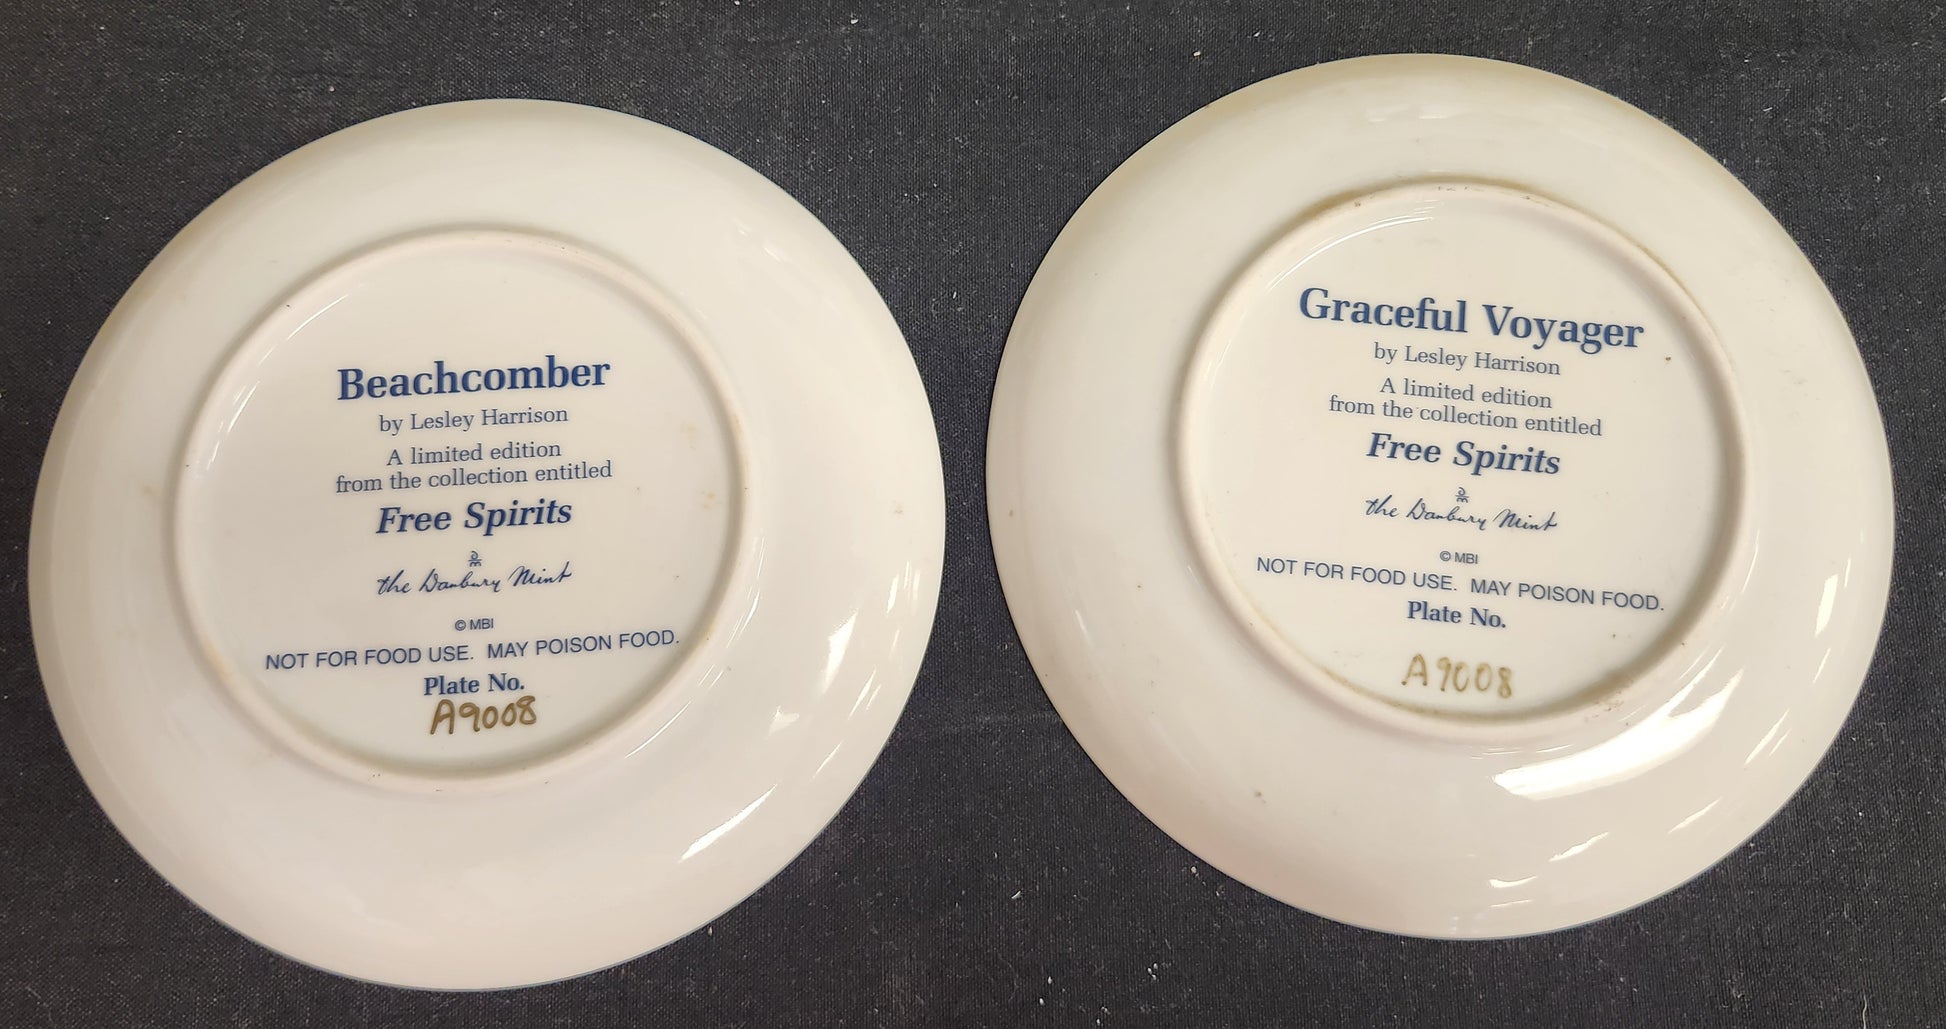 Beachcomber
by Lesley Harrison
A limited edition
from the collection entitled
Free Spirits
the Danbury Mint
© MBI
NOT FOR FOOD USE. MAY POISON FOOD.
Plate No.
A9008
Graceful Voyager
by Lesley Harrison
A limited edition
from the collection entitled
Free Spirits
the Danbury Mint
© MBI
NOT FOR FOOD USE. MAY POISON FOOD.
Plate No.
A9008